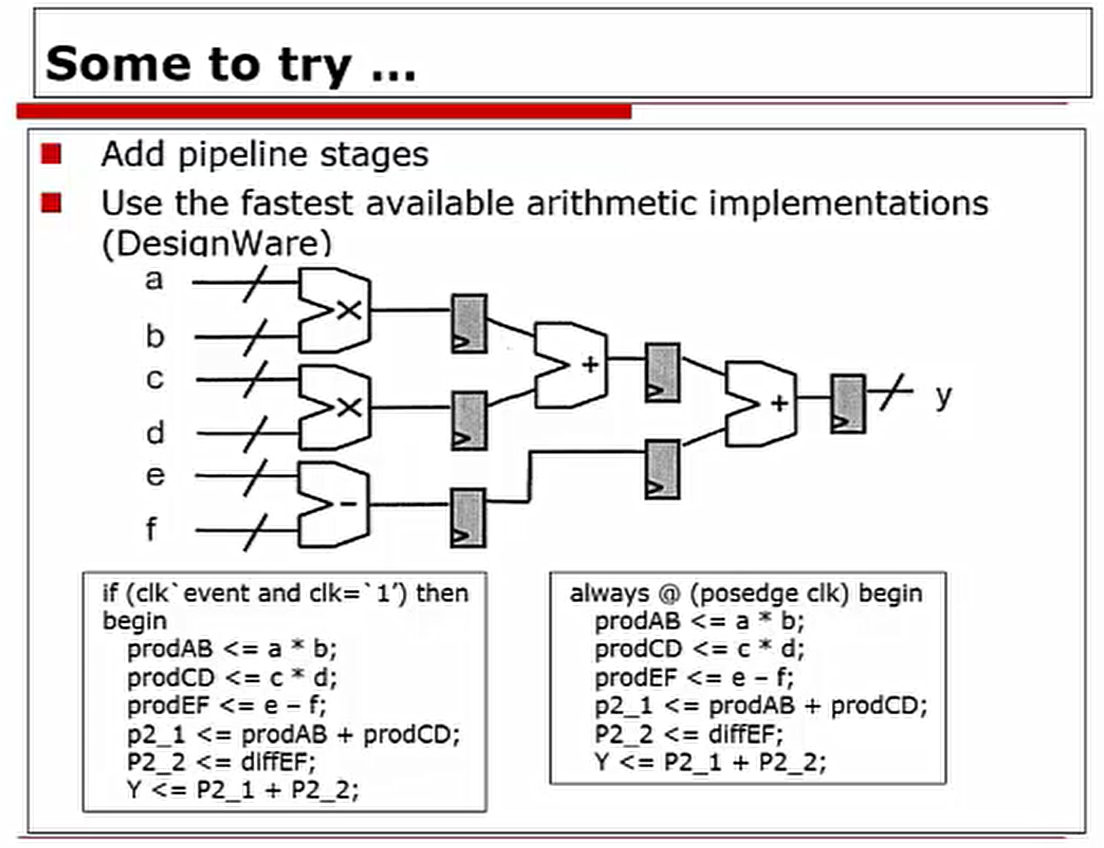 Some to try ...
Add pipeline stages
Use the fastest available arithmetic implementations
(DesignWare)
a
b
c
d
e
f
×
×
−
+
+
y
if (clk`event and clk=`1’) then
begin
prodAB <= a * b;
prodCD <= c * d;
prodEF <= e – f;
p2_1 <= prodAB + prodCD;
P2_2 <= diffEF;
Y <= P2_1 + P2_2;
always @ (posedge clk) begin
prodAB <= a * b;
prodCD <= c * d;
prodEF <= e – f;
p2_1 <= prodAB + prodCD;
P2_2 <= diffEF;
Y <= P2_1 + P2_2;